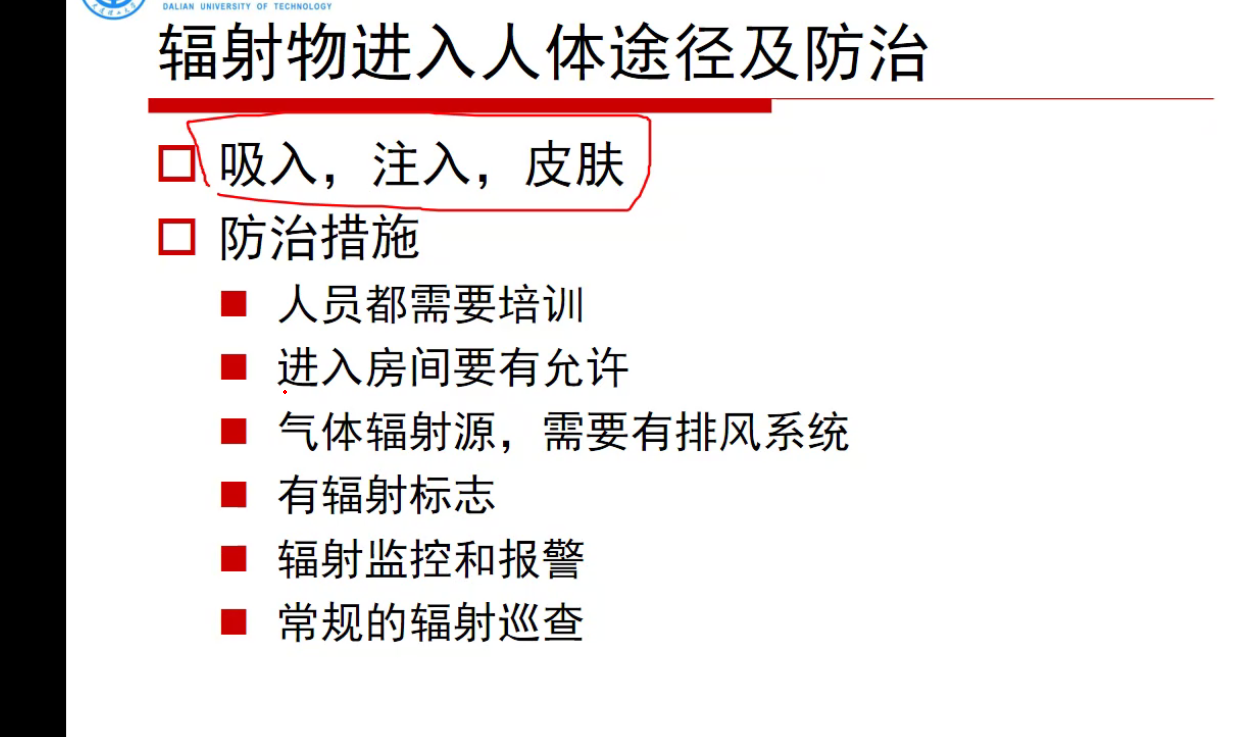 DALIAN UNIVERSITY OF TECHNOLOGY
辐射物进入人体途径及防治
吸入，注入，皮肤
防治措施
人员都需要培训
进入房间要有允许
气体辐射源，需要有排风系统
有辐射标志
辐射监控和报警
常规的辐射巡查